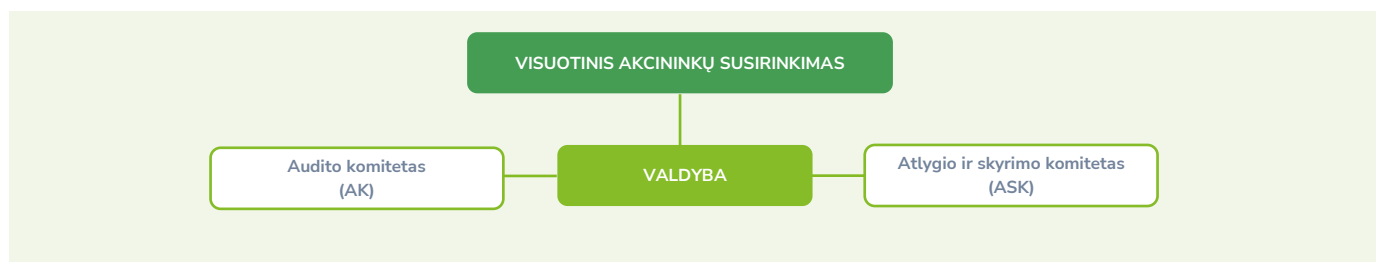 VISUOTINIS AKCININKŲ SUSIRINKIMAS
Audito komitetas
(AK)
VALDYBA
Atlygio ir skyrimo komitetas
(ASK)